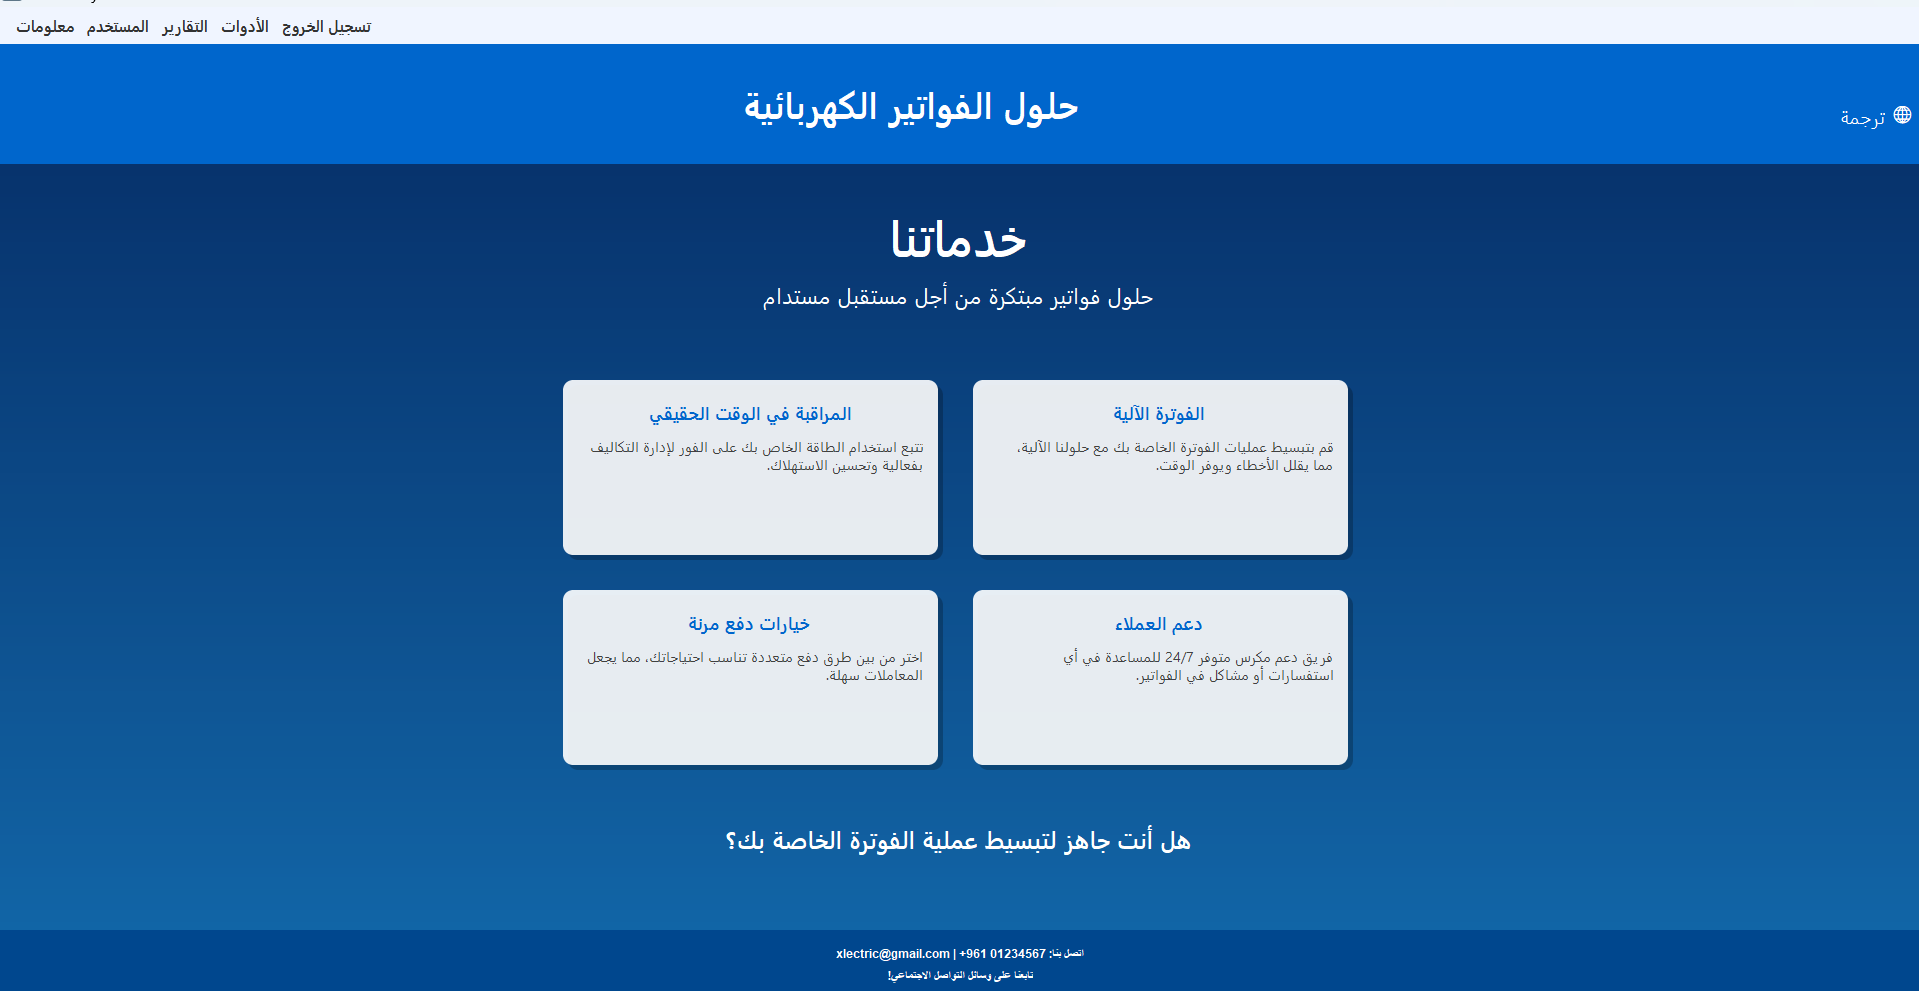 معلومات المستخدم التقارير الأدوات تسجيل الخروج
حلول الفواتير الكهربائية
ترجمة
خدماتنا
حلول فواتير مبتكرة من أجل مستقبل مستدام
الفوترة الآلية
قم بتبسيط عمليات الفوترة الخاصة بك مع حلولنا الآلية،
مما يقلل الأخطاء ويوفر الوقت.
المراقبة في الوقت الحقيقي
تتبع استخدام الطاقة الخاص بك على الفور لإدارة التكاليف
بفعالية وتحسين الاستهلاك.
دعم العملاء
فريق دعم مكرس متوفر 24/7 للمساعدة في أي
استفسارات أو مشاكل في الفواتير.
خيارات دفع مرنة
اختر من بين طرق دفع متعددة تناسب احتياجاتك، مما يجعل
المعاملات سهلة.
هل أنت جاهز لتبسيط عملية الفوترة الخاصة بك؟
اتصل بنا: xlectric@gmail.com | +961 01234567
تابعنا على وسائل التواصل الاجتماعي!